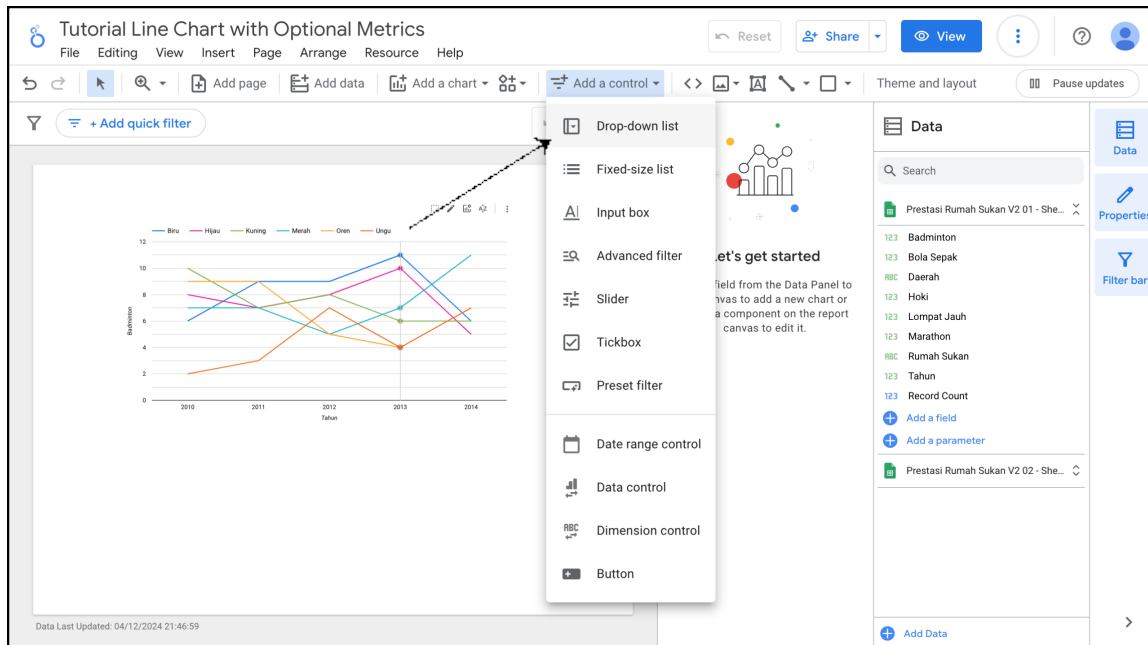 Tutorial Line Chart with Optional Metrics
File Editing View Insert Page Arrange Resource Help
Reset
Share
View
Add page
Add data
Add a chart
Add a control
Theme and layout
Pause updates
+ Add quick filter
Drop-down list
Fixed-size list
Input box
Advanced filter
Slider
Tickbox
Preset filter
Date range control
Data control
Dimension control
Button
Biru Hijau Kuning Merah Oren Ungu
12
10
8
6
4
2
0
Badminton
2010 2011 2012 2013 2014
Tahun
Data Last Updated: 04/12/2024 21:46:59
et's get started
field from the Data Panel to
nvas to add a new chart or
a component on the report
canvas to edit it.
Data
Search
Prestasi Rumah Sukan V2 01 - She...
123 Badminton
123 Bola Sepak
ABC Daerah
123 Hoki
123 Lompat Jauh
123 Marathon
ABC Rumah Sukan
123 Tahun
123 Record Count
Add a field
Add a parameter
Prestasi Rumah Sukan V2 02 - She...
Add Data
Data
Properties
Filter bar